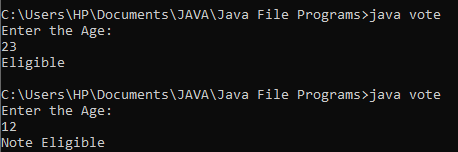 C:\Users\HP\Documents\JAVA\Java File Programs>java vote
Enter the Age:
23
Eligible
C:\Users\HP\Documents\JAVA\Java File Programs>java vote
Enter the Age:
12
Note Eligible